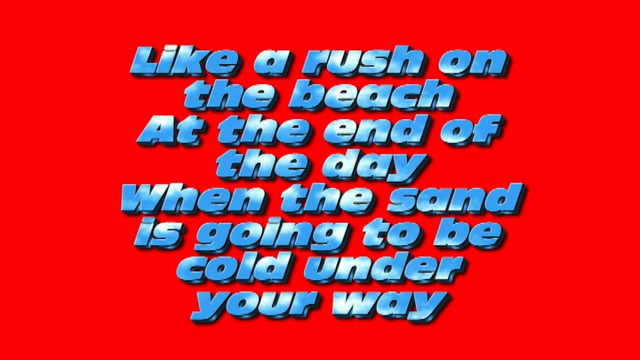 Like a rush on
the beach
At the end of
the day
When the sand
is going to be
cold under
your way